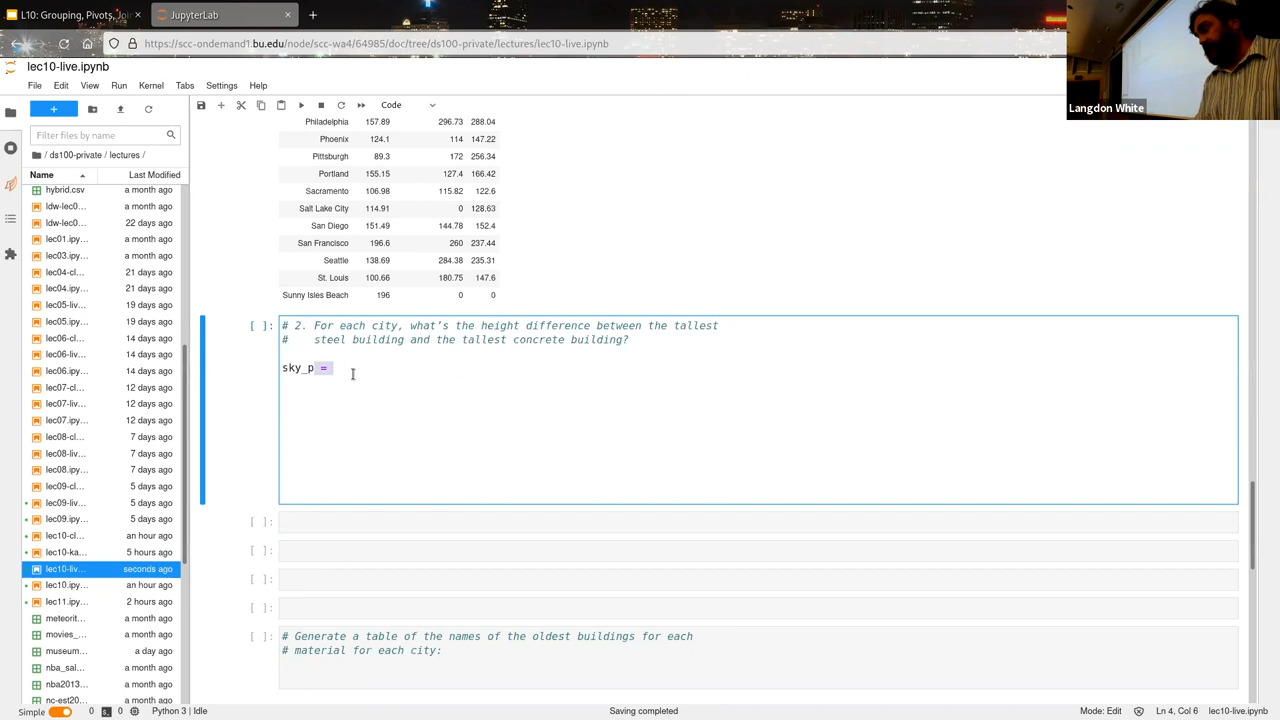 L10: Grouping, Pivots, Joi
JupyterLab
https://scc-ondemand1.bu.edu/node/scc-wa4/64985/doc/tree/ds100-private/lectures/lec10-live.ipynb
lec10-live.ipynb
File Edit View Run Kernel Tabs Settings Help
Code
Filter files by name
/ ds100-private / lectures /
Name Last Modified
hybrid.csv a month ago
ldw-lec0... a month ago
ldw-lec0... 22 days ago
lec01.ipy... a month ago
lec03.ipy... a month ago
lec04-cl... 21 days ago
lec04.ipy... 21 days ago
lec05-liv... 19 days ago
lec05.ipy... 19 days ago
lec06-cl... 14 days ago
lec06-liv... 14 days ago
lec06.ipy... 14 days ago
lec07-cl... 12 days ago
lec07-liv... 12 days ago
lec07.ipy... 12 days ago
lec08-cl... 7 days ago
lec08-liv... 7 days ago
lec08.ipy... 7 days ago
lec09-cl... 5 days ago
lec09-liv... 5 days ago
lec09.ipy... 5 days ago
lec10-cl... an hour ago
lec10-ka... 5 hours ago
lec10-liv... seconds ago
lec10.ipy... an hour ago
lec11.ipy... 2 hours ago
meteorit... a month ago
movies_... a month ago
museum... a day ago
nba_sal... a month ago
nba2013... a month ago
nc-est20... a month ago
Philadelphia 157.89 296.73 288.04
Phoenix 124.1 114 147.22
Pittsburgh 89.3 172 256.34
Portland 155.15 127.4 166.42
Sacramento 106.98 115.82 122.6
Salt Lake City 114.91 0 128.63
San Diego 151.49 144.78 152.4
San Francisco 196.6 260 237.44
Seattle 138.69 284.38 235.31
St. Louis 100.66 180.75 147.6
Sunny Isles Beach 196 0 0
[ ]: # 2. For each city, what's the height difference between the tallest
#    steel building and the tallest concrete building?
sky_p =
[ ]:
[ ]:
[ ]:
[ ]:
[ ]: # Generate a table of the names of the oldest buildings for each
# material for each city:
Langdon White
Simple 0 0 Python 3 | Idle Saving completed Mode: Edit Ln 4, Col 6 lec10-live.ipynb